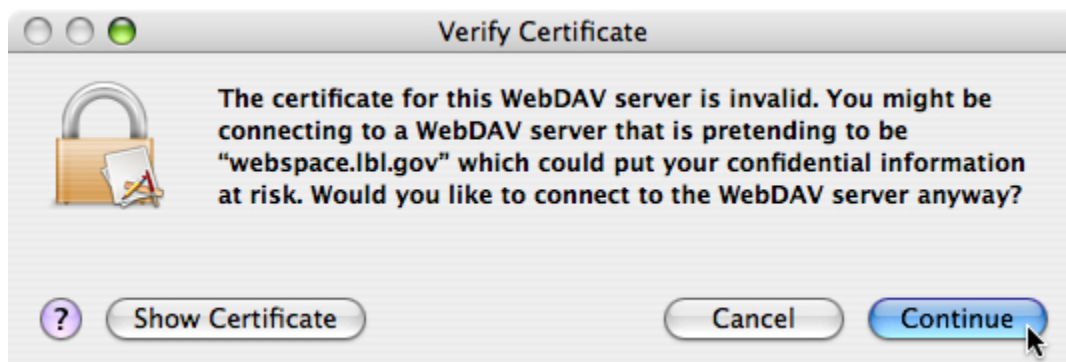 Verify Certificate
The certificate for this WebDAV server is invalid. You might be
connecting to a WebDAV server that is pretending to be
“webspace.lbl.gov” which could put your confidential information
at risk. Would you like to connect to the WebDAV server anyway?
? Show Certificate Cancel Continue